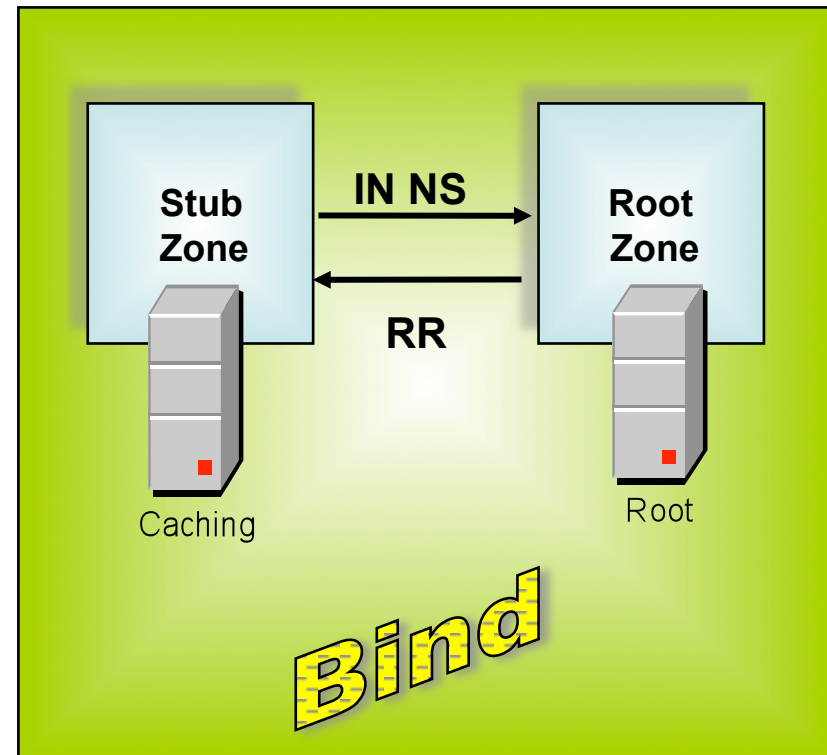 Stub
Zone
IN NS
RR
Root
Zone
Caching
Root
Bind